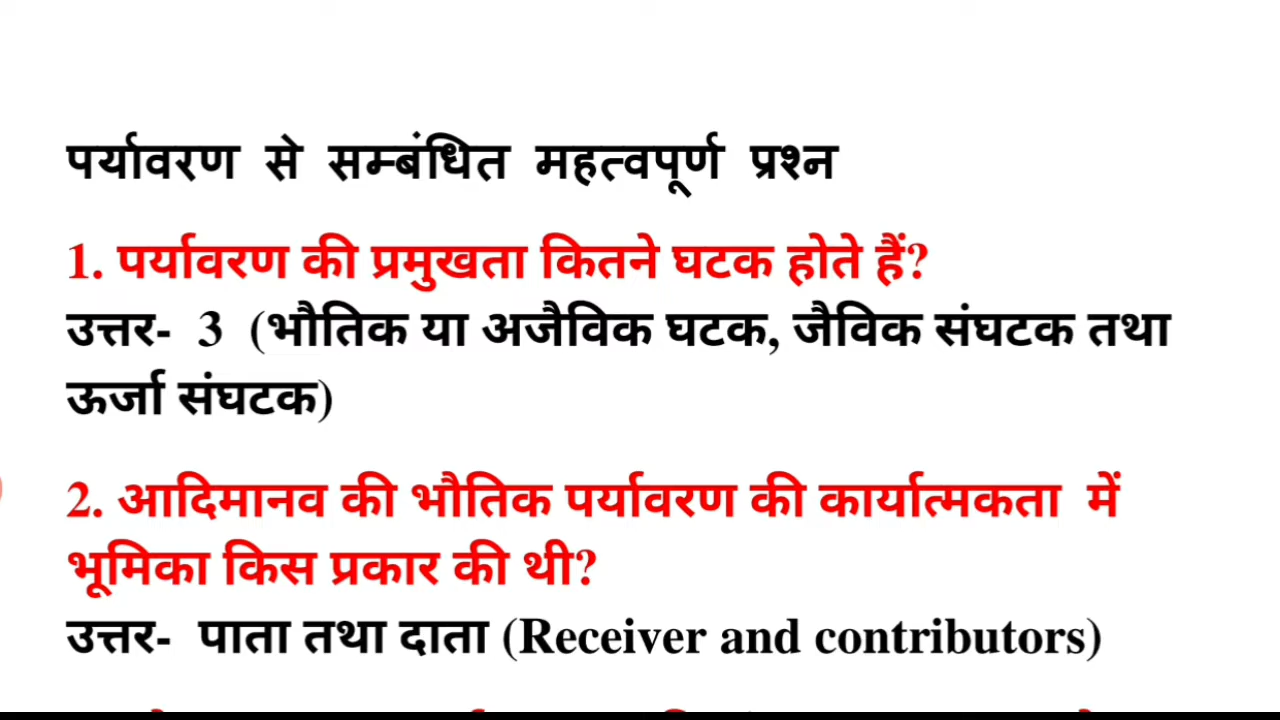 पर्यावरण से सम्बंधित महत्वपूर्ण प्रश्न
1. पर्यावरण की प्रमुखता कितने घटक होते हैं?
उत्तर- 3 (भौतिक या अजैविक घटक, जैविक संघटक तथा
ऊर्जा संघटक)
2. आदिमानव की भौतिक पर्यावरण की कार्यात्मकता में
भूमिका किस प्रकार की थी?
उत्तर- पाता तथा दाता (Receiver and contributors)